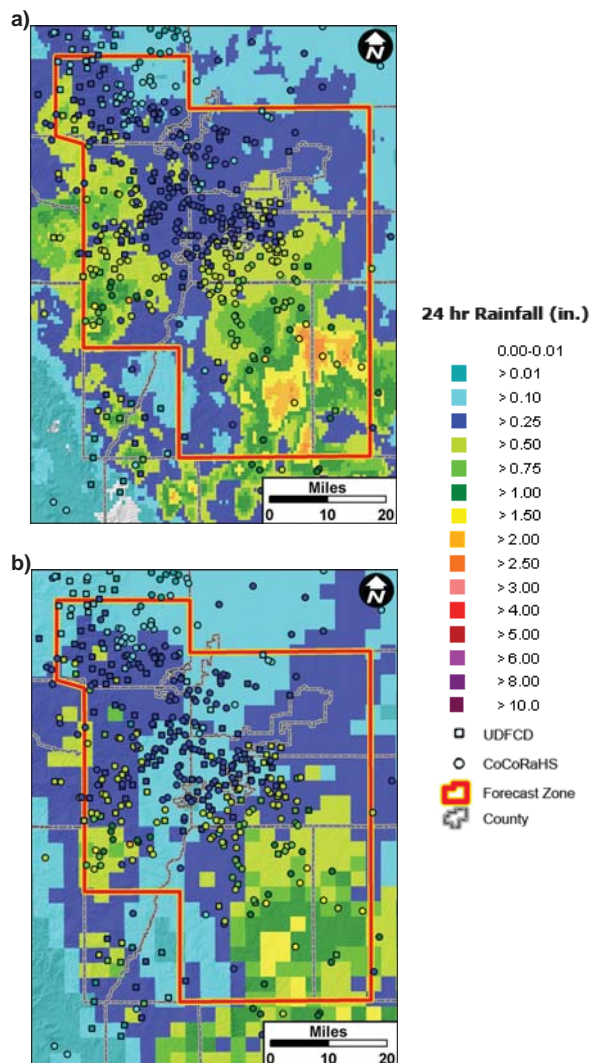 a)
N
Miles
0 10 20
b)
N
Miles
0 10 20
24 hr Rainfall (in.)
0.00-0.01
> 0.01
> 0.10
> 0.25
> 0.50
> 0.75
> 1.00
> 1.50
> 2.00
> 2.50
> 3.00
> 4.00
> 5.00
> 6.00
> 8.00
> 10.0
UDFCD
CoCoRaHS
Forecast Zone
County